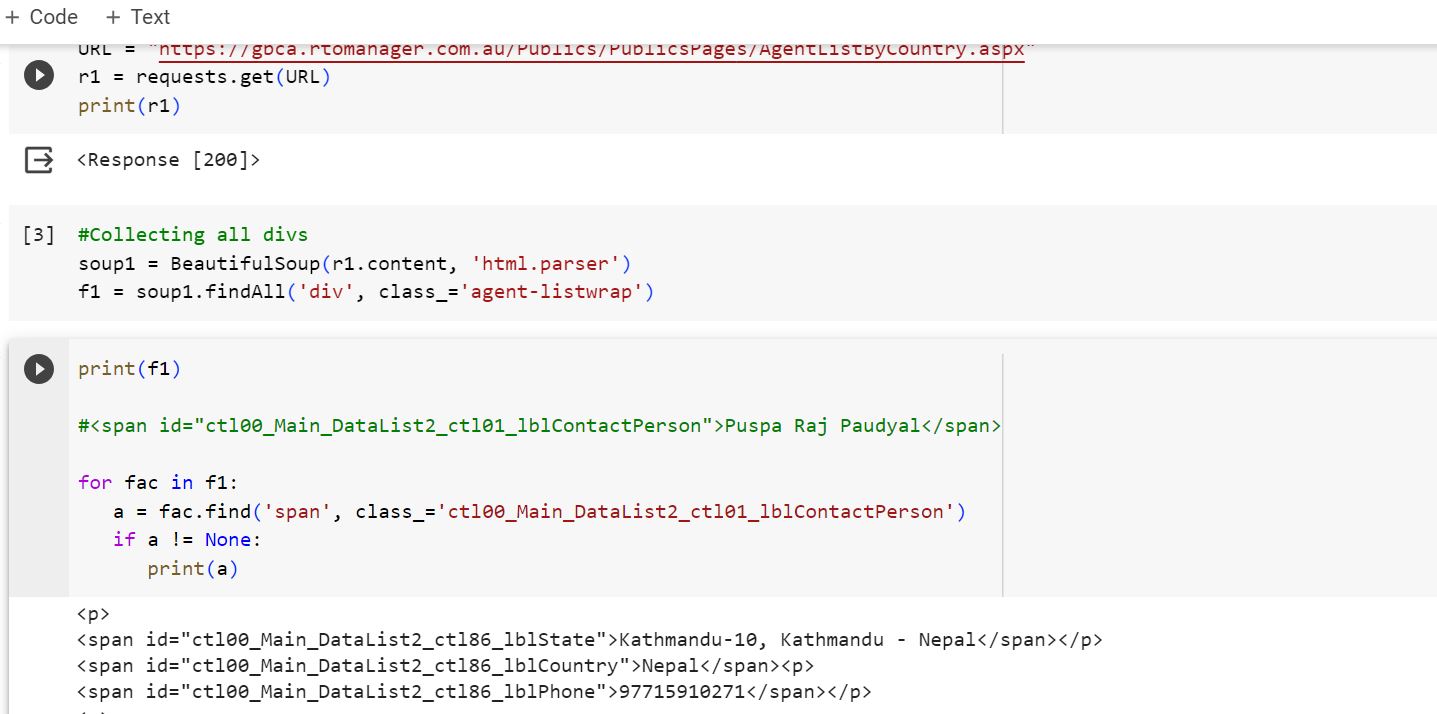 + Code + Text
URL = "https://gbca.rtomanager.com.au/Publics/PublicsPages/AgentListByCountry.aspx"
r1 = requests.get(URL)
print(r1)
<Response [200]>
[3] #Collecting all divs
soup1 = BeautifulSoup(r1.content, 'html.parser')
f1 = soup1.findAll('div', class_='agent-listwrap')
print(f1)
#<span id="ctl00_Main_DataList2_ctl01_lblContactPerson">Puspa Raj Paudyal</span>
for fac in f1:
a = fac.find('span', class_='ctl00_Main_DataList2_ctl01_lblContactPerson')
if a != None:
print(a)
<p>
<span id="ctl00_Main_DataList2_ctl86_lblState">Kathmandu-10, Kathmandu - Nepal</span></p>
<span id="ctl00_Main_DataList2_ctl86_lblCountry">Nepal</span><p>
<span id="ctl00_Main_DataList2_ctl86_lblPhone">97715910271</span></p>